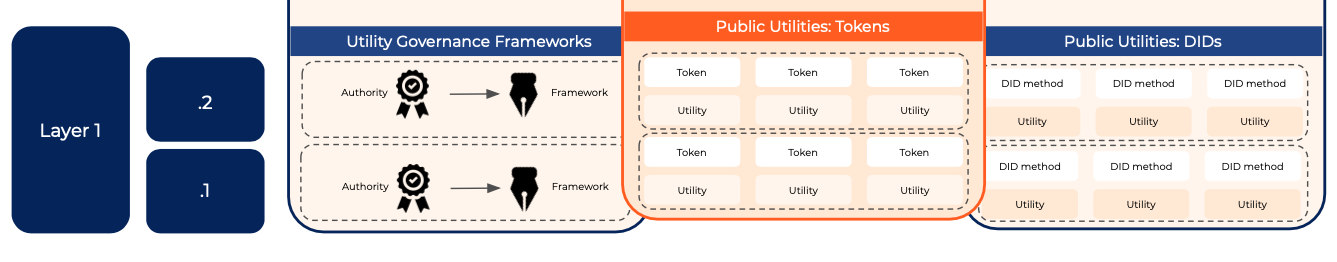 Layer 1
.2
.1
Utility Governance Frameworks
Authority
Framework
Authority
Framework
Public Utilities: Tokens
Token Token Token
Utility Utility Utility
Token Token Token
Utility Utility Utility
Public Utilities: DIDs
DID method DID method DID method
Utility Utility Utility
DID method DID method DID method
Utility Utility Utility